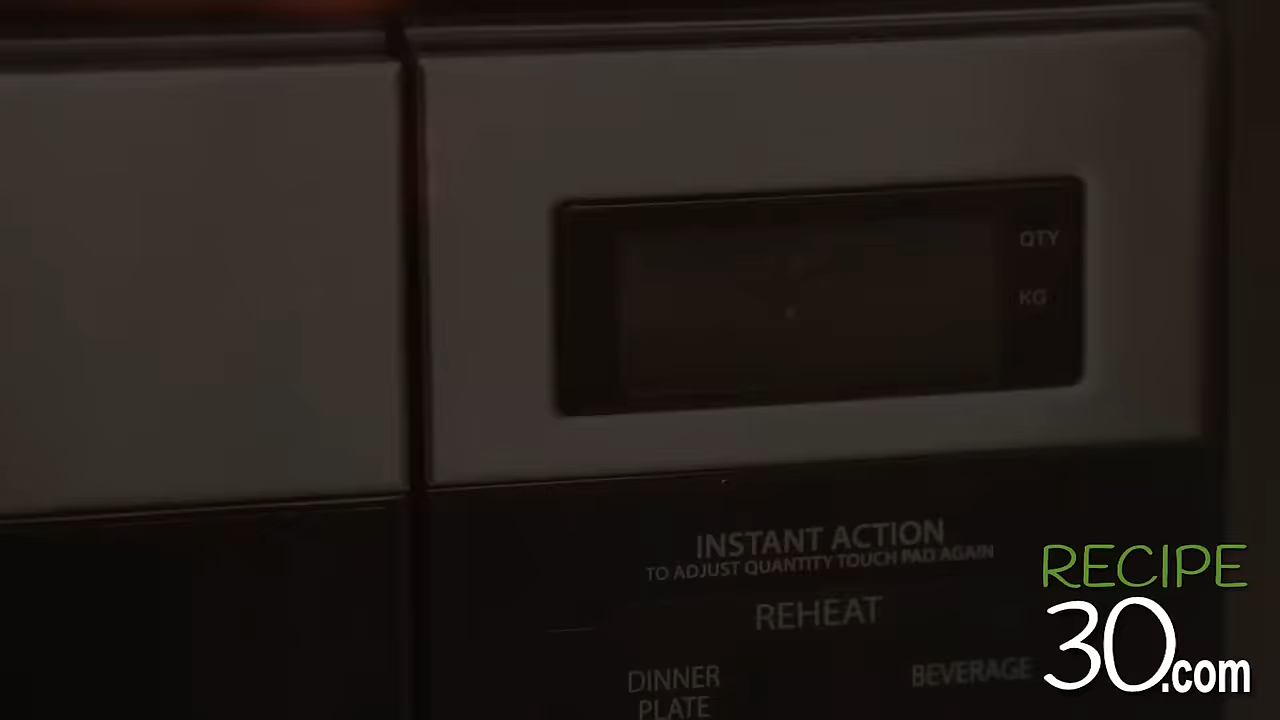 QTY
KG
INSTANT ACTION
TO ADJUST QUANTITY TOUCH PAD AGAIN
REHEAT
DINNER BEVERAGE
PLATE
RECIPE
30.com